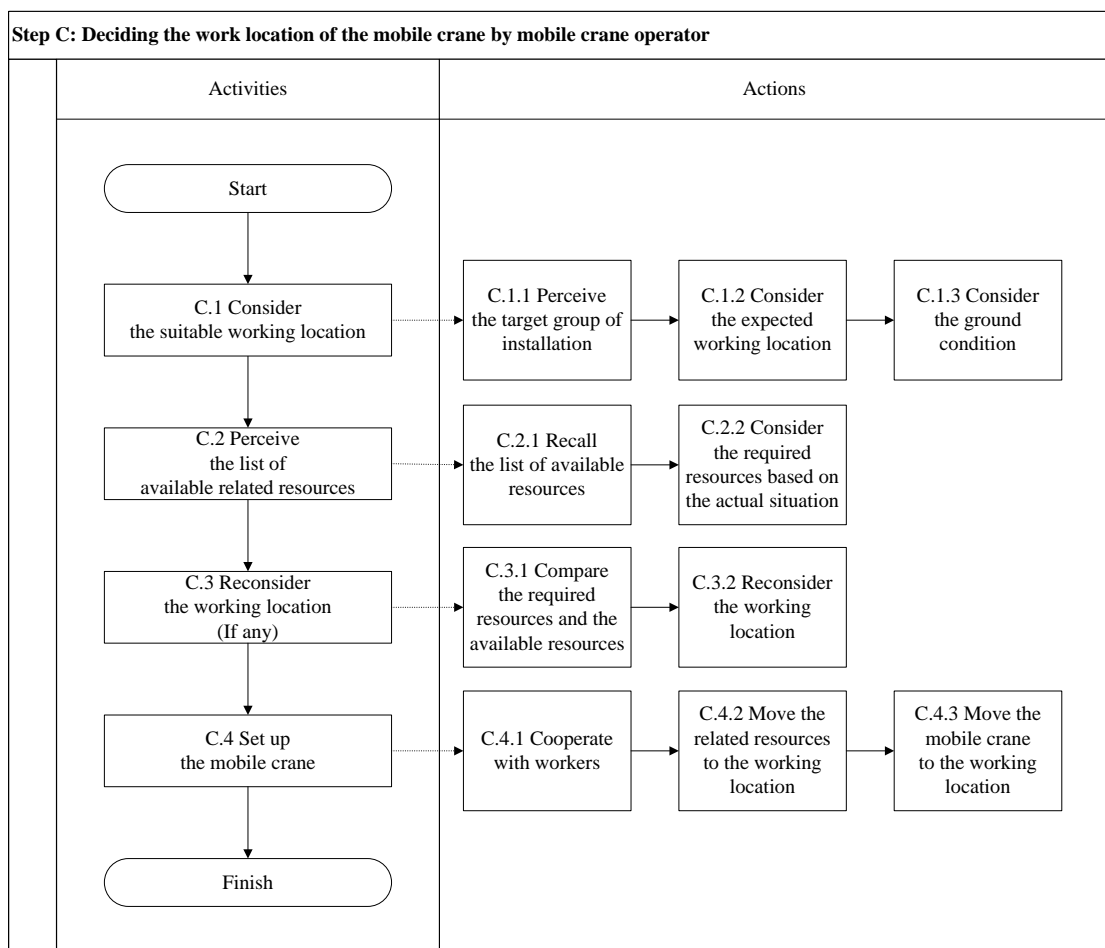 Step C: Deciding the work location of the mobile crane by mobile crane operator
Activities
Actions
Start
C.1 Consider
the suitable working location
C.1.1 Perceive
the target group of
installation
C.1.2 Consider
the expected
working location
C.1.3 Consider
the ground
condition
C.2 Perceive
the list of
available related resources
C.2.1 Recall
the list of available
resources
C.2.2 Consider
the required
resources based on
the actual situation
C.3 Reconsider
the working location
(If any)
C.3.1 Compare
the required
resources and the
available resources
C.3.2 Reconsider
the working
location
C.4 Set up
the mobile crane
C.4.1 Cooperate
with workers
C.4.2 Move the
related resources
to the working
location
C.4.3 Move the
mobile crane
to the working
location
Finish